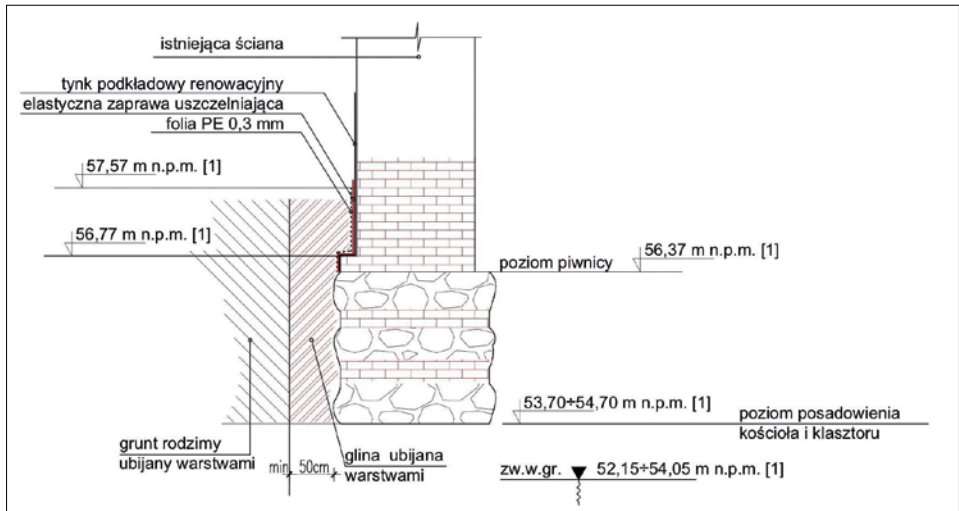 istniejąca ściana
tynk podkładowy renowacyjny
elastyczna zaprawa uszczelniająca
folia PE 0,3 mm
57,57 m n.p.m. [1]
56,77 m n.p.m. [1]
poziom piwnicy
56,37 m n.p.m. [1]
53,70÷54,70 m n.p.m. [1]
poziom posadowienia
kościoła i klasztoru
grunt rodzimy
ubijany warstwami
min. 50cm
glina ubijana
warstwami
zw.w.gr.
52,15÷54,05 m n.p.m. [1]